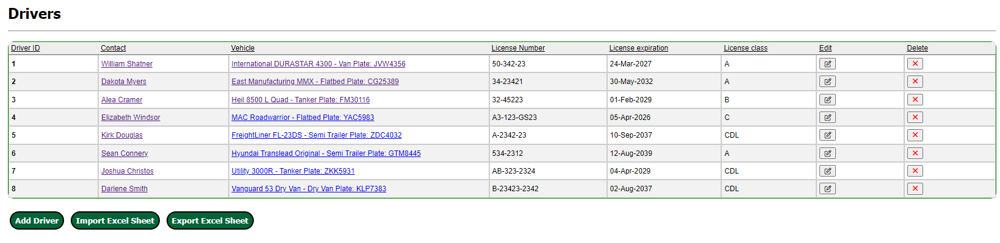 Drivers
Driver ID Contact Vehicle License Number License expiration License class Edit Delete
1 William Shatner International DURASTAR 4300 - Van Plate: JVW4356 50-342-23 24-Mar-2027 A
2 Dakota Myers East Manufacturing MMX - Flatbed Plate: CG25389 34-23421 30-May-2032 A
3 Alea Cramer Heil 8500 L Quad - Tanker Plate: FM30116 32-45223 01-Feb-2029 B
4 Elizabeth Windsor MAC Roadwarrior - Flatbed Plate: YAC5983 A3-123-GS23 05-Apr-2026 C
5 Kirk Douglas FreightLiner FL-23DS - Semi Trailer Plate: ZDC4032 A-2342-23 10-Sep-2037 CDL
6 Sean Connery Hyundai Translead Original - Semi Trailer Plate: GTM8445 534-2312 12-Aug-2039 A
7 Joshua Christos Utility 3000R - Tanker Plate: ZKK5931 AB-323-2324 04-Apr-2029 CDL
8 Darlene Smith Vanguard 53 Dry Van - Dry Van Plate: KLP7383 B-23423-2342 02-Aug-2037 CDL
Add Driver Import Excel Sheet Export Excel Sheet